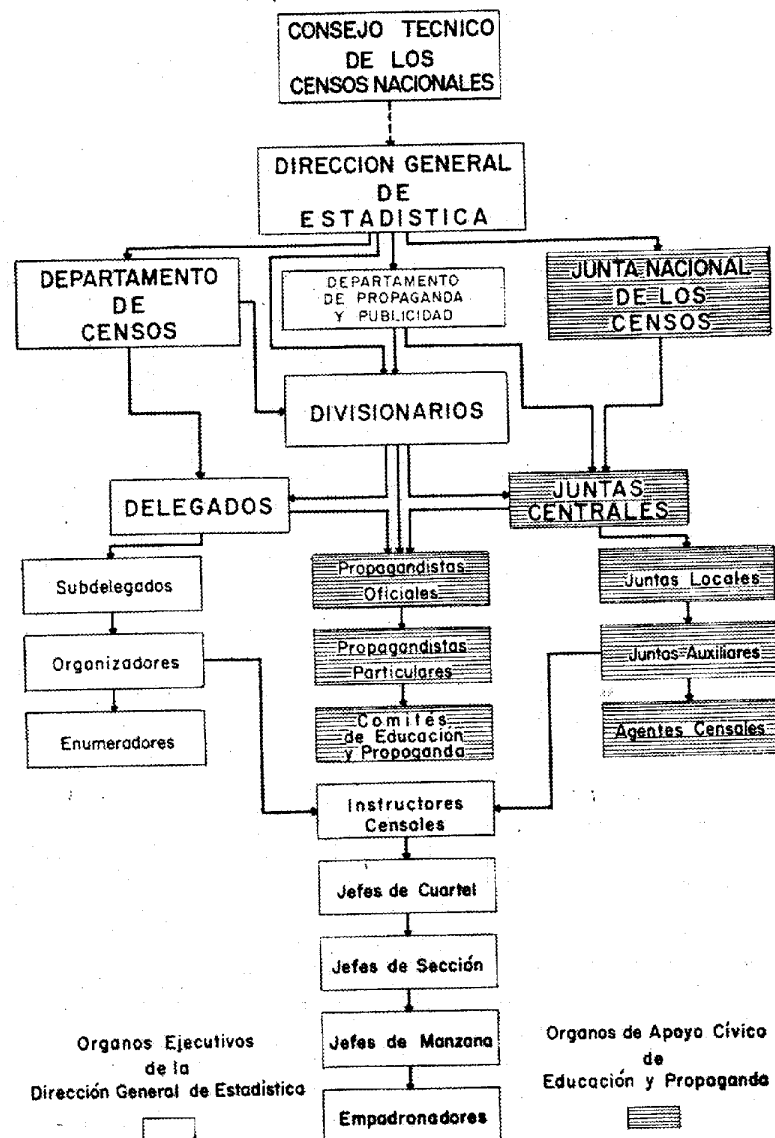 CONSEJO TECNICO
DE LOS
CENSOS NACIONALES
DIRECCION GENERAL
DE
ESTADISTICA
DEPARTAMENTO
DE
CENSOS
DEPARTAMENTO
DE PROPAGANDA
Y PUBLICIDAD
JUNTA NACIONAL
DE LOS
CENSOS
DIVISIONARIOS
DELEGADOS
JUNTAS
CENTRALES
Subdelegados
Propagandistas
Oficiales
Juntas Locales
Organizadores
Propagandistas
Particulares
Juntas Auxiliares
Enumeradores
Comités
de Educación
y Propaganda
Agentes Censales
Instructores
Censales
Jefes de Cuartel
Jefes de Sección
Jefes de Manzana
Empadronadores
Organos Ejecutivos
de la
Dirección General de Estadística
Organos de Apoyo Cívico
de
Educación y Propaganda